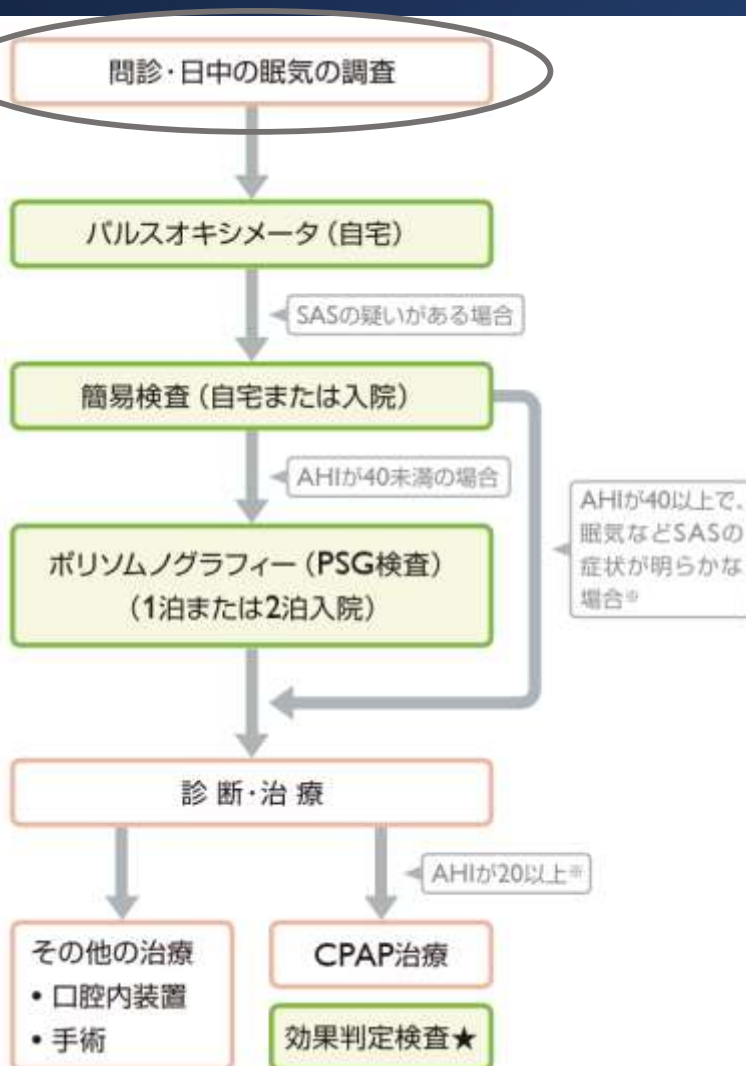 問診・日中の眠気の調査
パルスオキシメータ（自宅）
SASの疑いがある場合
簡易検査（自宅または入院）
AHIが40未満の場合
AHIが40以上で、
眠気などSASの
症状が明らかな
場合※
ポリソムノグラフィー（PSG検査）
（1泊または2泊入院）
診断・治療
AHIが20以上※
その他の治療
• 口腔内装置
• 手術
CPAP治療
効果判定検査★